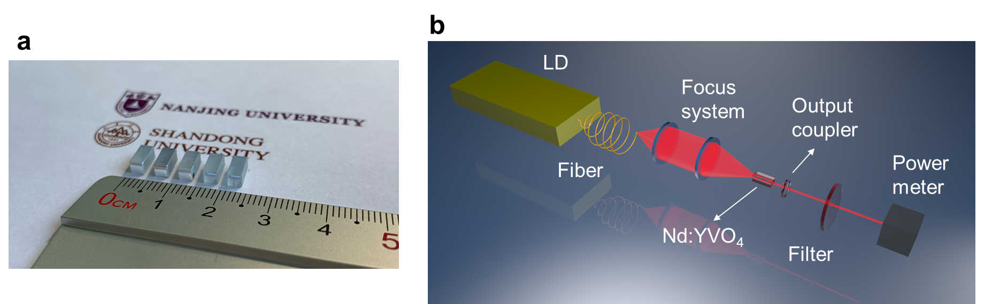 a
NANJING UNIVERSITY
SHANDONG
UNIVERSITY
0CM 1 2 3 4 5
b
LD
Focus
system
Output
coupler
Fiber
Power
meter
Nd:YVO₄
Filter